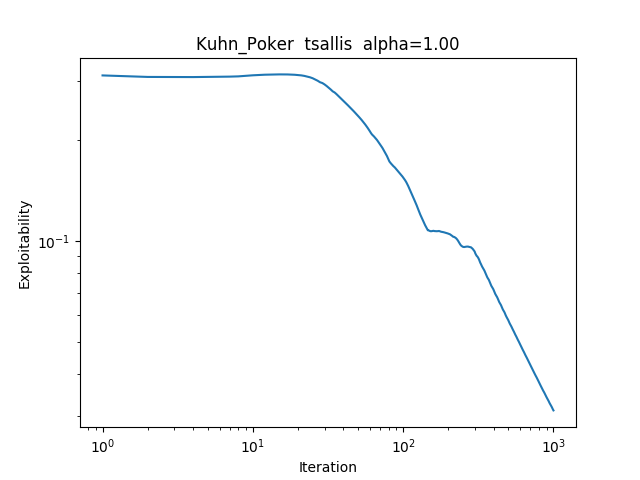 Kuhn_Poker tsallis alpha=1.00
Exploitability
10⁻¹
10⁰ 10¹ 10² 10³
Iteration